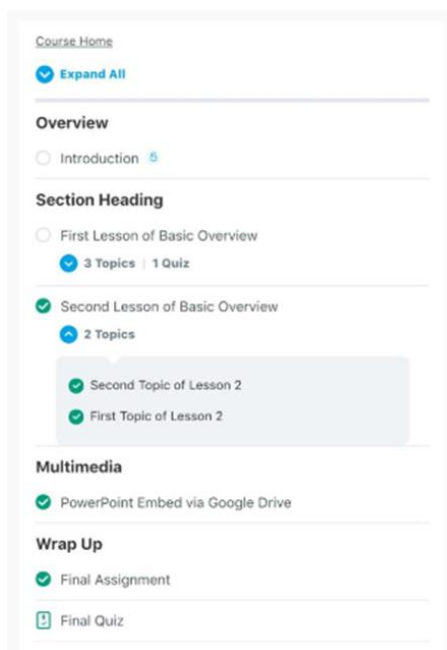 Course Home
Expand All
Overview
Introduction 5
Section Heading
First Lesson of Basic Overview
3 Topics | 1 Quiz
Second Lesson of Basic Overview
2 Topics
Second Topic of Lesson 2
First Topic of Lesson 2
Multimedia
PowerPoint Embed via Google Drive
Wrap Up
Final Assignment
Final Quiz